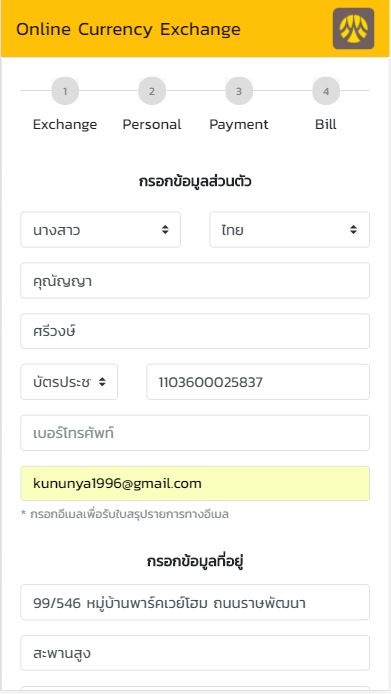 Online Currency Exchange
1 2 3 4
Exchange Personal Payment Bill
กรอกข้อมูลส่วนตัว
นางสาว ไทย
คุณัญญา
ศรีวงษ์
บัตรประช 1103600025837
เบอร์โทรศัพท์
kununya1996@gmail.com
* กรอกอีเมลเพื่อรับใบสรุปรายการทางอีเมล
กรอกข้อมูลที่อยู่
99/546 หมู่บ้านพาร์คเวย์โฮม ถนนราษพัฒนา
สะพานสูง